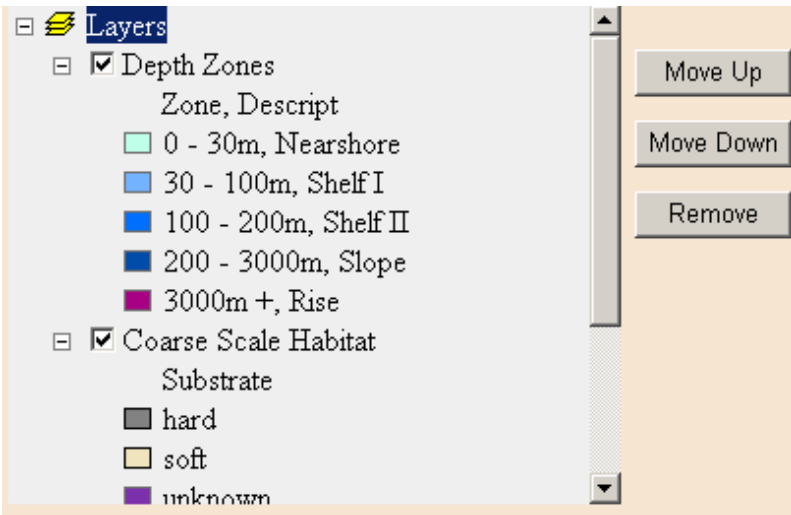 Layers
Depth Zones
Zone, Descript
0 - 30m, Nearshore
30 - 100m, Shelf I
100 - 200m, Shelf II
200 - 3000m, Slope
3000m +, Rise
Coarse Scale Habitat
Substrate
hard
soft
unknown
Move Up
Move Down
Remove